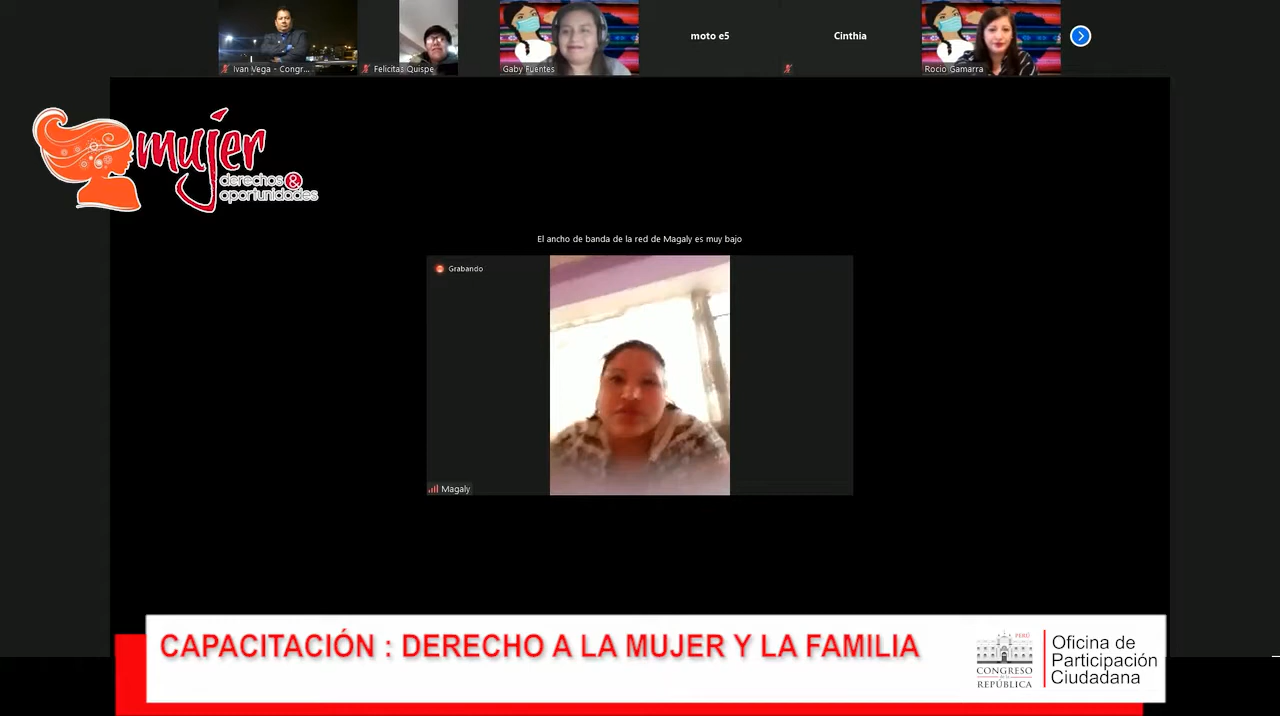 Ivan Vega - Congr...
Felicitas Quispe
Gaby Fuentes
moto e5
Cinthia
Rocio Gamarra
mujer
derechos &
oportunidades
El ancho de banda de la red de Magaly es muy bajo
Grabando
Magaly
CAPACITACIÓN : DERECHO A LA MUJER Y LA FAMILIA
PERÚ
CONGRESO
de la
REPÚBLICA
Oficina de
Participación
Ciudadana